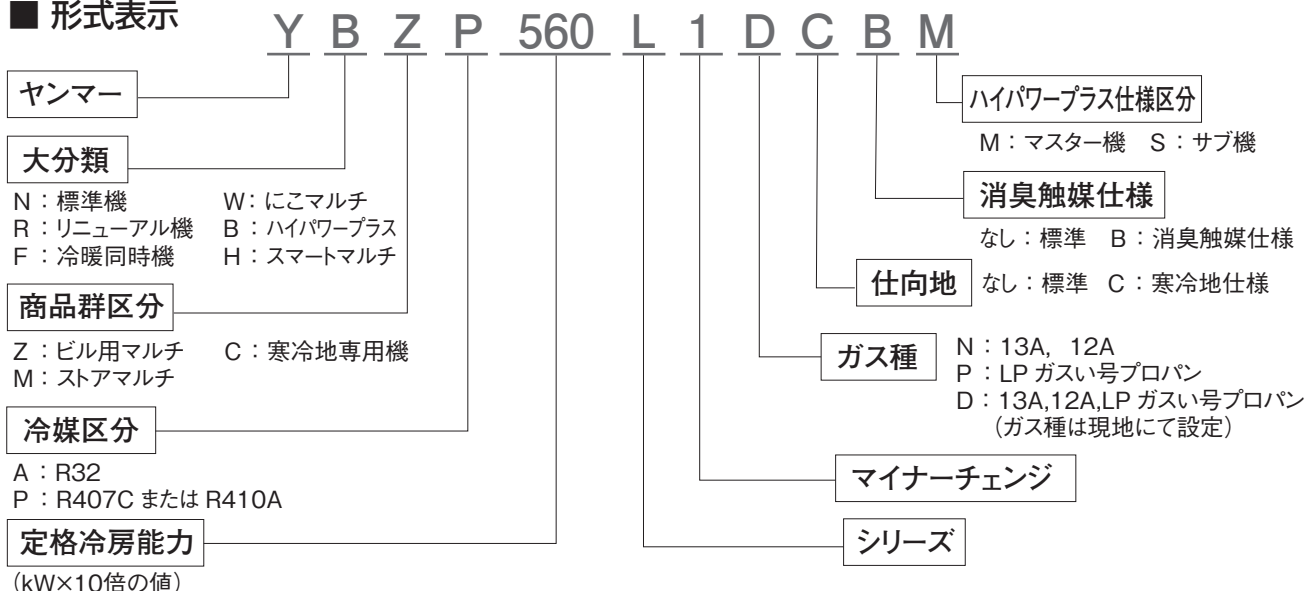 ■ 形式表示
Y B Z P 560 L 1 D C B M
ヤンマー
大分類
N：標準機 W：にこマルチ
R：リニューアル機 B：ハイパワープラス
F：冷暖同時機 H：スマートマルチ
商品群区分
Z：ビル用マルチ C：寒冷地専用機
M：ストアマルチ
冷媒区分
A：R32
P：R407C または R410A
定格冷房能力
(kW×10倍の値)
ハイパワープラス仕様区分
M：マスター機 S：サブ機
消臭触媒仕様
なし：標準 B：消臭触媒仕様
仕向地 なし：標準 C：寒冷地仕様
ガス種
N：13A, 12A
P：LP ガスい号プロパン
D：13A,12A,LP ガスい号プロパン
(ガス種は現地にて設定)
マイナーチェンジ
シリーズ